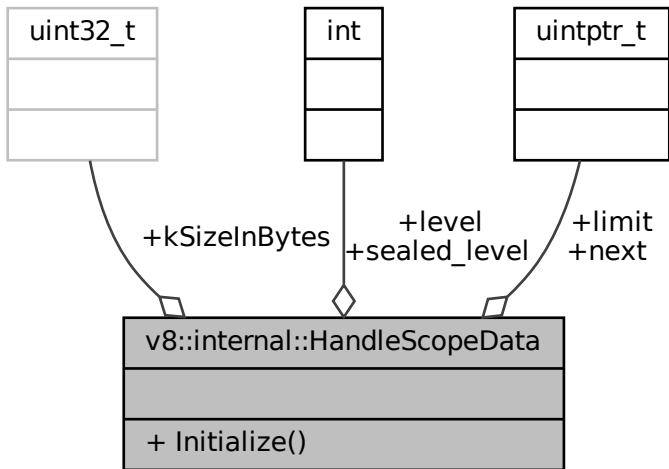 uint32_t
int
uintptr_t
+kSizeInBytes
+level
+sealed_level
+limit
+next
v8::internal::HandleScopeData
+ Initialize()